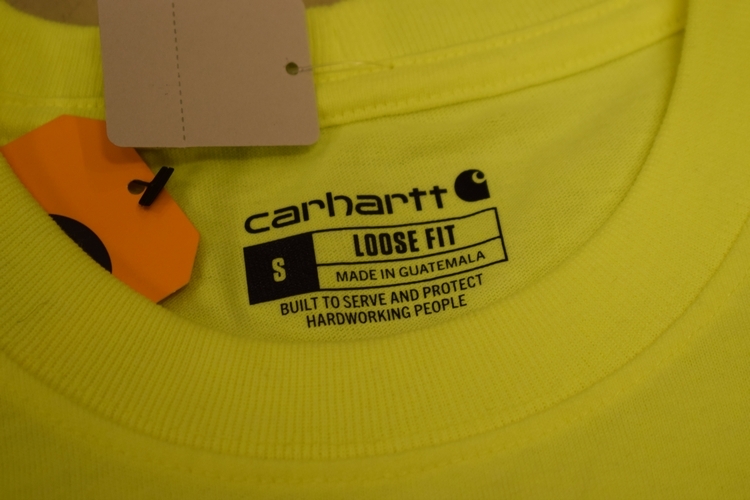 carhartt
S
LOOSE FIT
MADE IN GUATEMALA
BUILT TO SERVE AND PROTECT
HARDWORKING PEOPLE